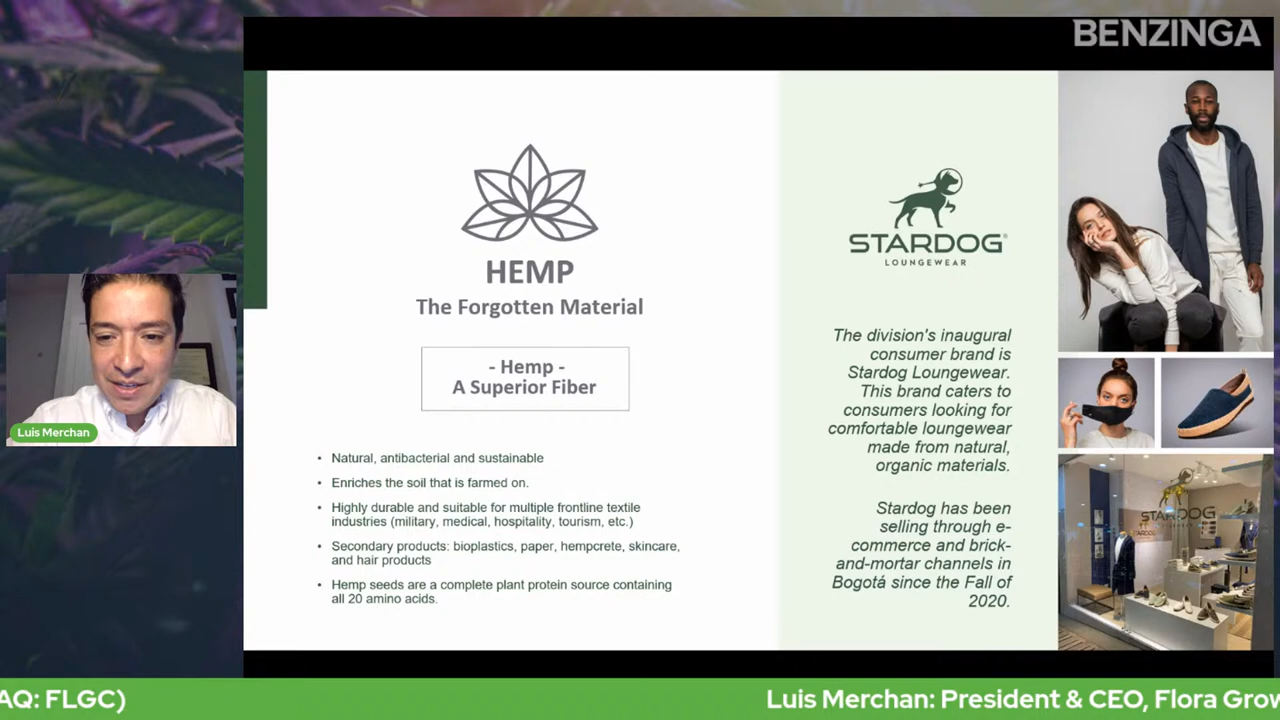 BENZINGA
HEMP
The Forgotten Material
- Hemp -
A Superior Fiber
• Natural, antibacterial and sustainable
• Enriches the soil that is farmed on.
• Highly durable and suitable for multiple frontline textile
industries (military, medical, hospitality, tourism, etc.)
• Secondary products: bioplastics, paper, hempcrete, skincare,
and hair products
• Hemp seeds are a complete plant protein source containing
all 20 amino acids.
STARDOG®
LOUNGEWEAR
The division's inaugural
consumer brand is
Stardog Loungewear.
This brand caters to
consumers looking for
comfortable loungewear
made from natural,
organic materials.
Stardog has been
selling through e-
commerce and brick-
and-mortar channels in
Bogotá since the Fall of
2020.
STARDOG
Luis Merchan
AQ: FLGC)
Luis Merchan: President & CEO, Flora Grow